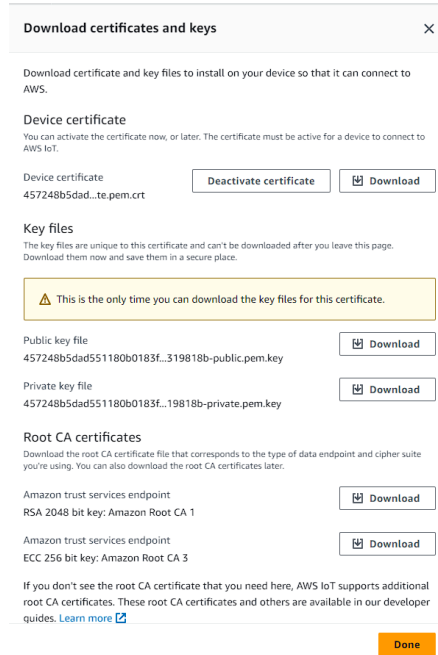 Download certificates and keys
Download certificate and key files to install on your device so that it can connect to
AWS.
Device certificate
You can activate the certificate now, or later. The certificate must be active for a device to connect to
AWS IoT.
Device certificate
457248b5dad...te.pem.crt
Deactivate certificate
Download
Key files
The key files are unique to this certificate and can't be downloaded after you leave this page.
Download them now and save them in a secure place.
This is the only time you can download the key files for this certificate.
Public key file
457248b5dad551180b0183f...319818b-public.pem.key
Download
Private key file
457248b5dad551180b0183f...19818b-private.pem.key
Download
Root CA certificates
Download the root CA certificate file that corresponds to the type of data endpoint and cipher suite
you're using. You can also download the root CA certificates later.
Amazon trust services endpoint
RSA 2048 bit key: Amazon Root CA 1
Download
Amazon trust services endpoint
ECC 256 bit key: Amazon Root CA 3
Download
If you don't see the root CA certificate that you need here, AWS IoT supports additional
root CA certificates. These root CA certificates and others are available in our developer
guides. Learn more
Done